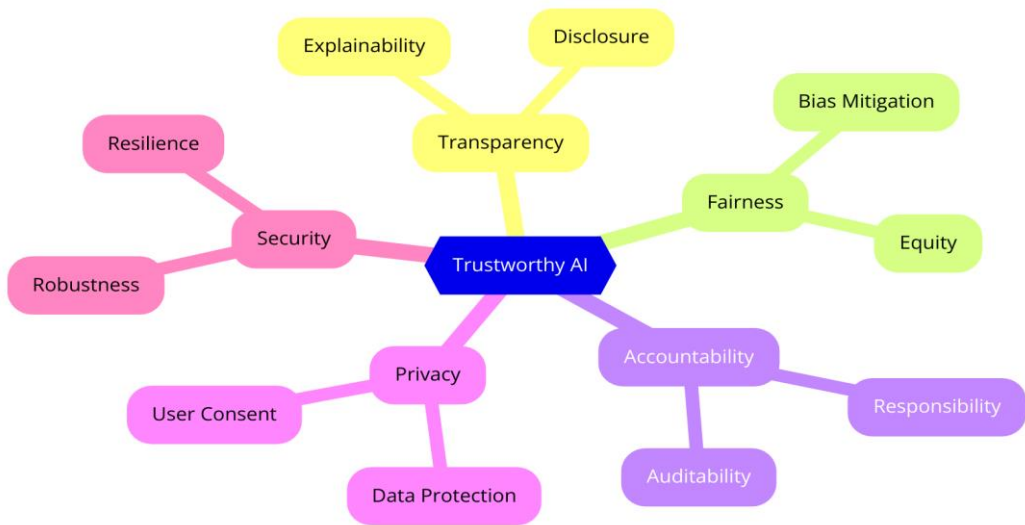 Explainability
Disclosure
Transparency
Bias Mitigation
Fairness
Equity
Resilience
Security
Robustness
Trustworthy AI
Privacy
User Consent
Data Protection
Accountability
Responsibility
Auditability